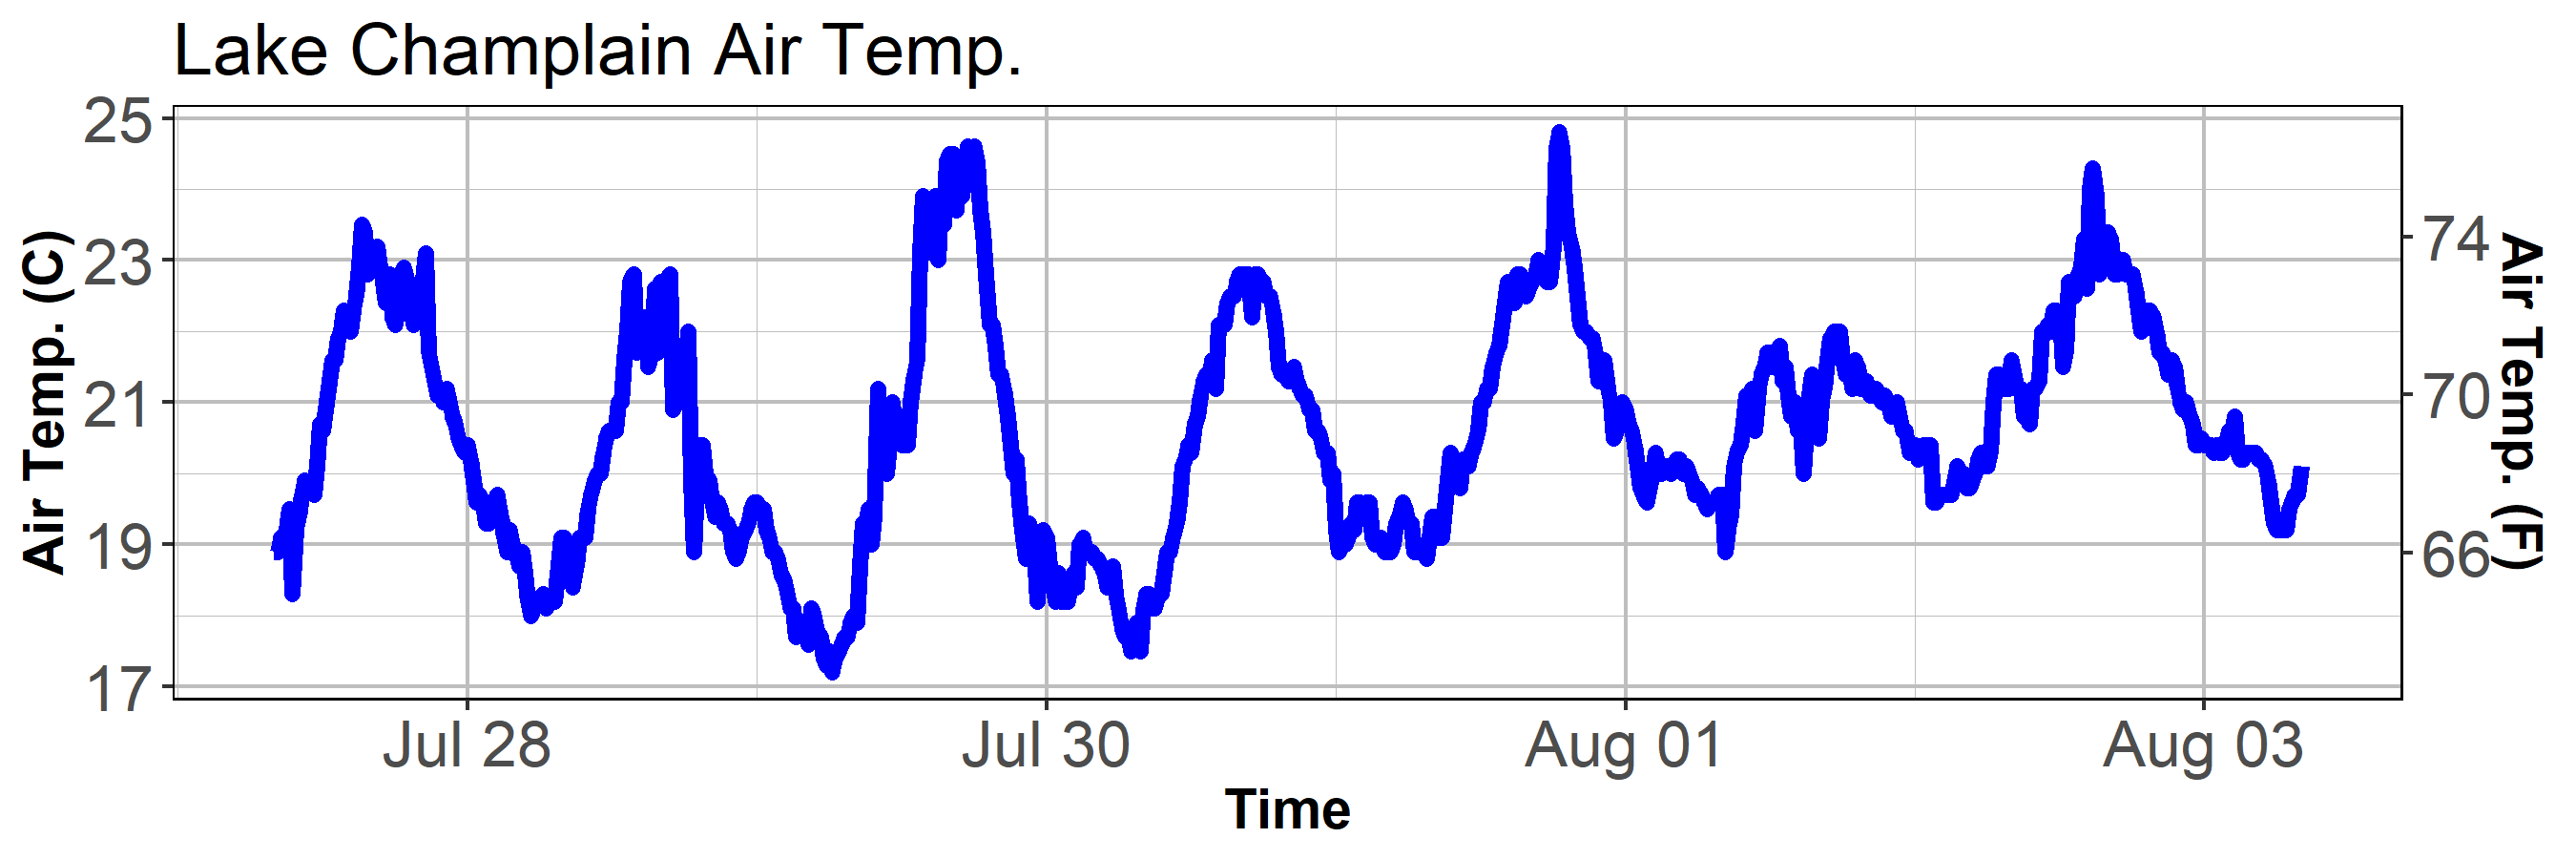 Lake Champlain Air Temp.
25
23
21
19
17
Air Temp. (C)
74
70
66
Air Temp. (F)
Jul 28
Jul 30
Aug 01
Aug 03
Time